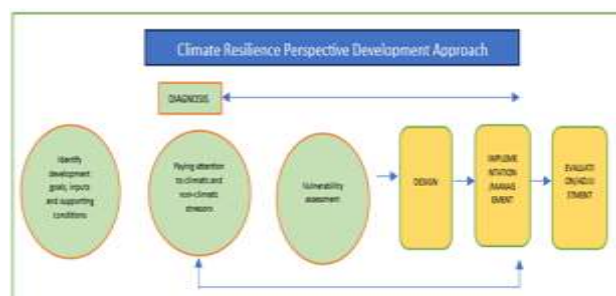 Climate Resilience Perspective Development Approach
DIAGNOSIS
Identify
development
goals, inputs
and supporting
conditions
Paying attention
to climatic and
non-climatic
stressors
Vulnerability
assessment
DESIGN
IMPLEME
NTATION
/MANAG
EMENT
EVALUATI
ON/ADJU
STMENT